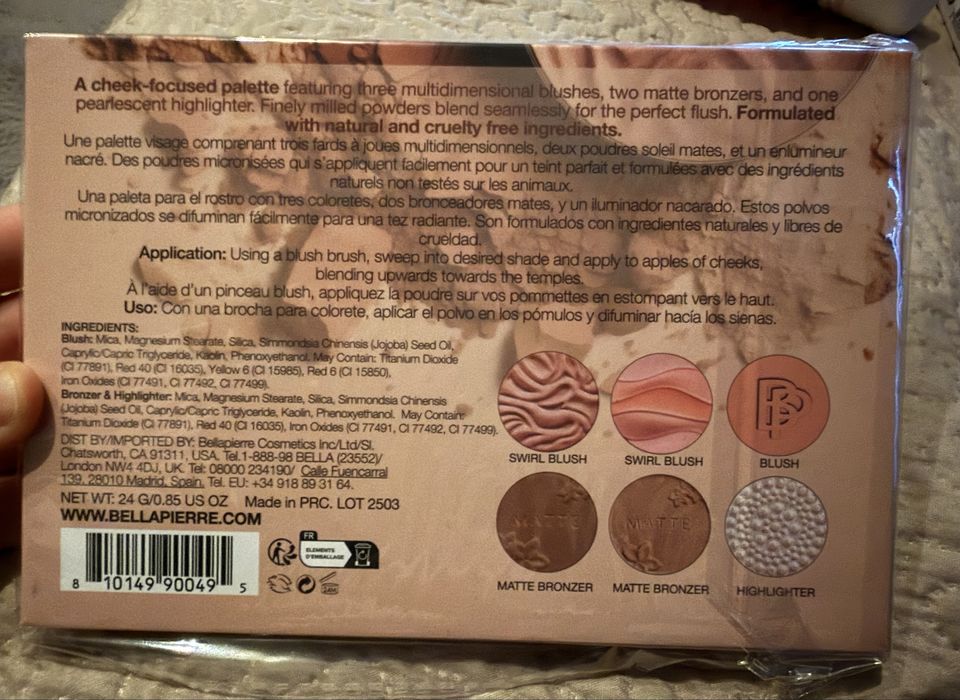 A cheek-focused palette featuring three multidimensional blushes, two matte bronzers, and one
pearlescent highlighter. Finely milled powders blend seamlessly for the perfect flush. Formulated
with natural and cruelty free ingredients.
Une palette visage comprenant trois fards à joues multidimensionnels, deux poudres soleil mates, et un enlumineur
nacré. Des poudres micronisées qui s'appliquent facilement pour un teint parfait et formulées avec des ingrédients
naturels non testés sur les animaux.
Una paleta para el rostro con tres coloretes, dos bronceadores mates, y un iluminador nacarado. Estos polvos
micronizados se difuminan fácilmente para una tez radiante. Son formulados con ingredientes naturales y libres de
crueldad.
Application: Using a blush brush, sweep into desired shade and apply to apples of cheeks,
blending upwards towards the temples.
À l'aide d'un pinceau blush, appliquez la poudre sur vos pommettes en estompant vers le haut.
Uso: Con una brocha para colorete, aplicar el polvo en los pómulos y difuminar hacía los sienas.
INGREDIENTS:
Blush: Mica, Magnesium Stearate, Silica, Simmondsia Chinensis (Jojoba) Seed Oil,
Caprylic/Capric Triglyceride, Kaolin, Phenoxyethanol. May Contain: Titanium Dioxide
(CI 77891), Red 40 (CI 16035), Yellow 6 (CI 15985), Red 6 (CI 15850),
Iron Oxides (CI 77491, CI 77492, CI 77499).
Bronzer & Highlighter: Mica, Magnesium Stearate, Silica, Simmondsia Chinensis
(Jojoba) Seed Oil, Caprylic/Capric Triglyceride, Kaolin, Phenoxyethanol. May Contain:
Titanium Dioxide (CI 77891), Red 40 (CI 16035), Iron Oxides (CI 77491, CI 77492, CI 77499).
DIST BY/IMPORTED BY: Bellapierre Cosmetics Inc/Ltd/Sl.
Chatsworth, CA 91311, USA. Tel.1-888-98 BELLA (23552)/
London NW4 4DJ, UK. Tel: 08000 234190/ Calle Fuencarral
139, 28010 Madrid, Spain. Tel. EU: +34 918 89 31 64.
NET WT: 24 G/0.85 US OZ Made in PRC. LOT 2503
WWW.BELLAPIERRE.COM
8 10149 90049 5
FR
ELEMENTS
D'EMBALLAGE
24M
SWIRL BLUSH
SWIRL BLUSH
BLUSH
MATTE
MATTE
MATTE BRONZER
MATTE BRONZER
HIGHLIGHTER